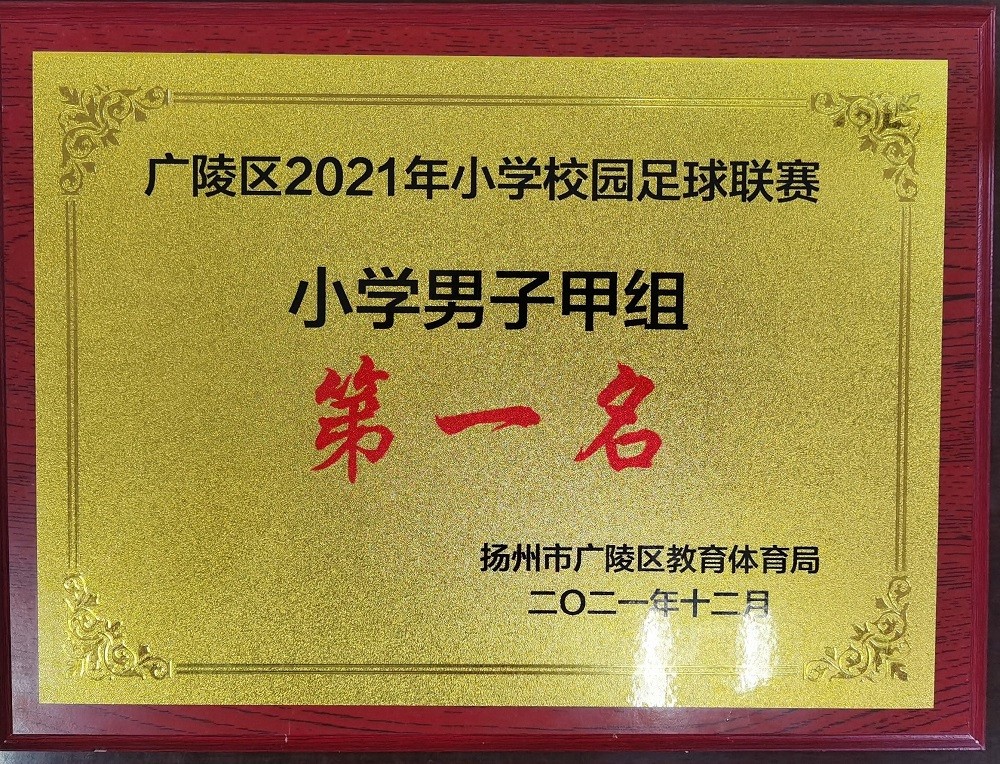 广陵区2021年小学校园足球联赛
小学男子甲组
第一名
扬州市广陵区教育体育局
二〇二一年十二月